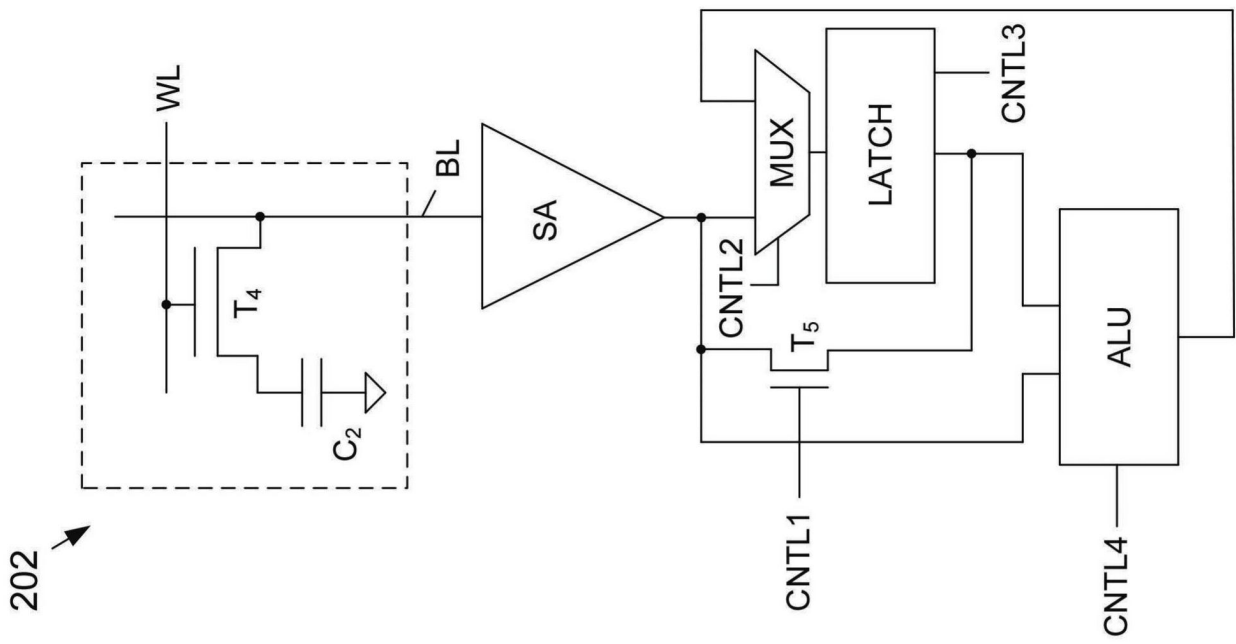 202
WL
T4
C2
BL
SA
CNTL2
MUX
LATCH
CNTL3
T5
CNTL1
ALU
CNTL4